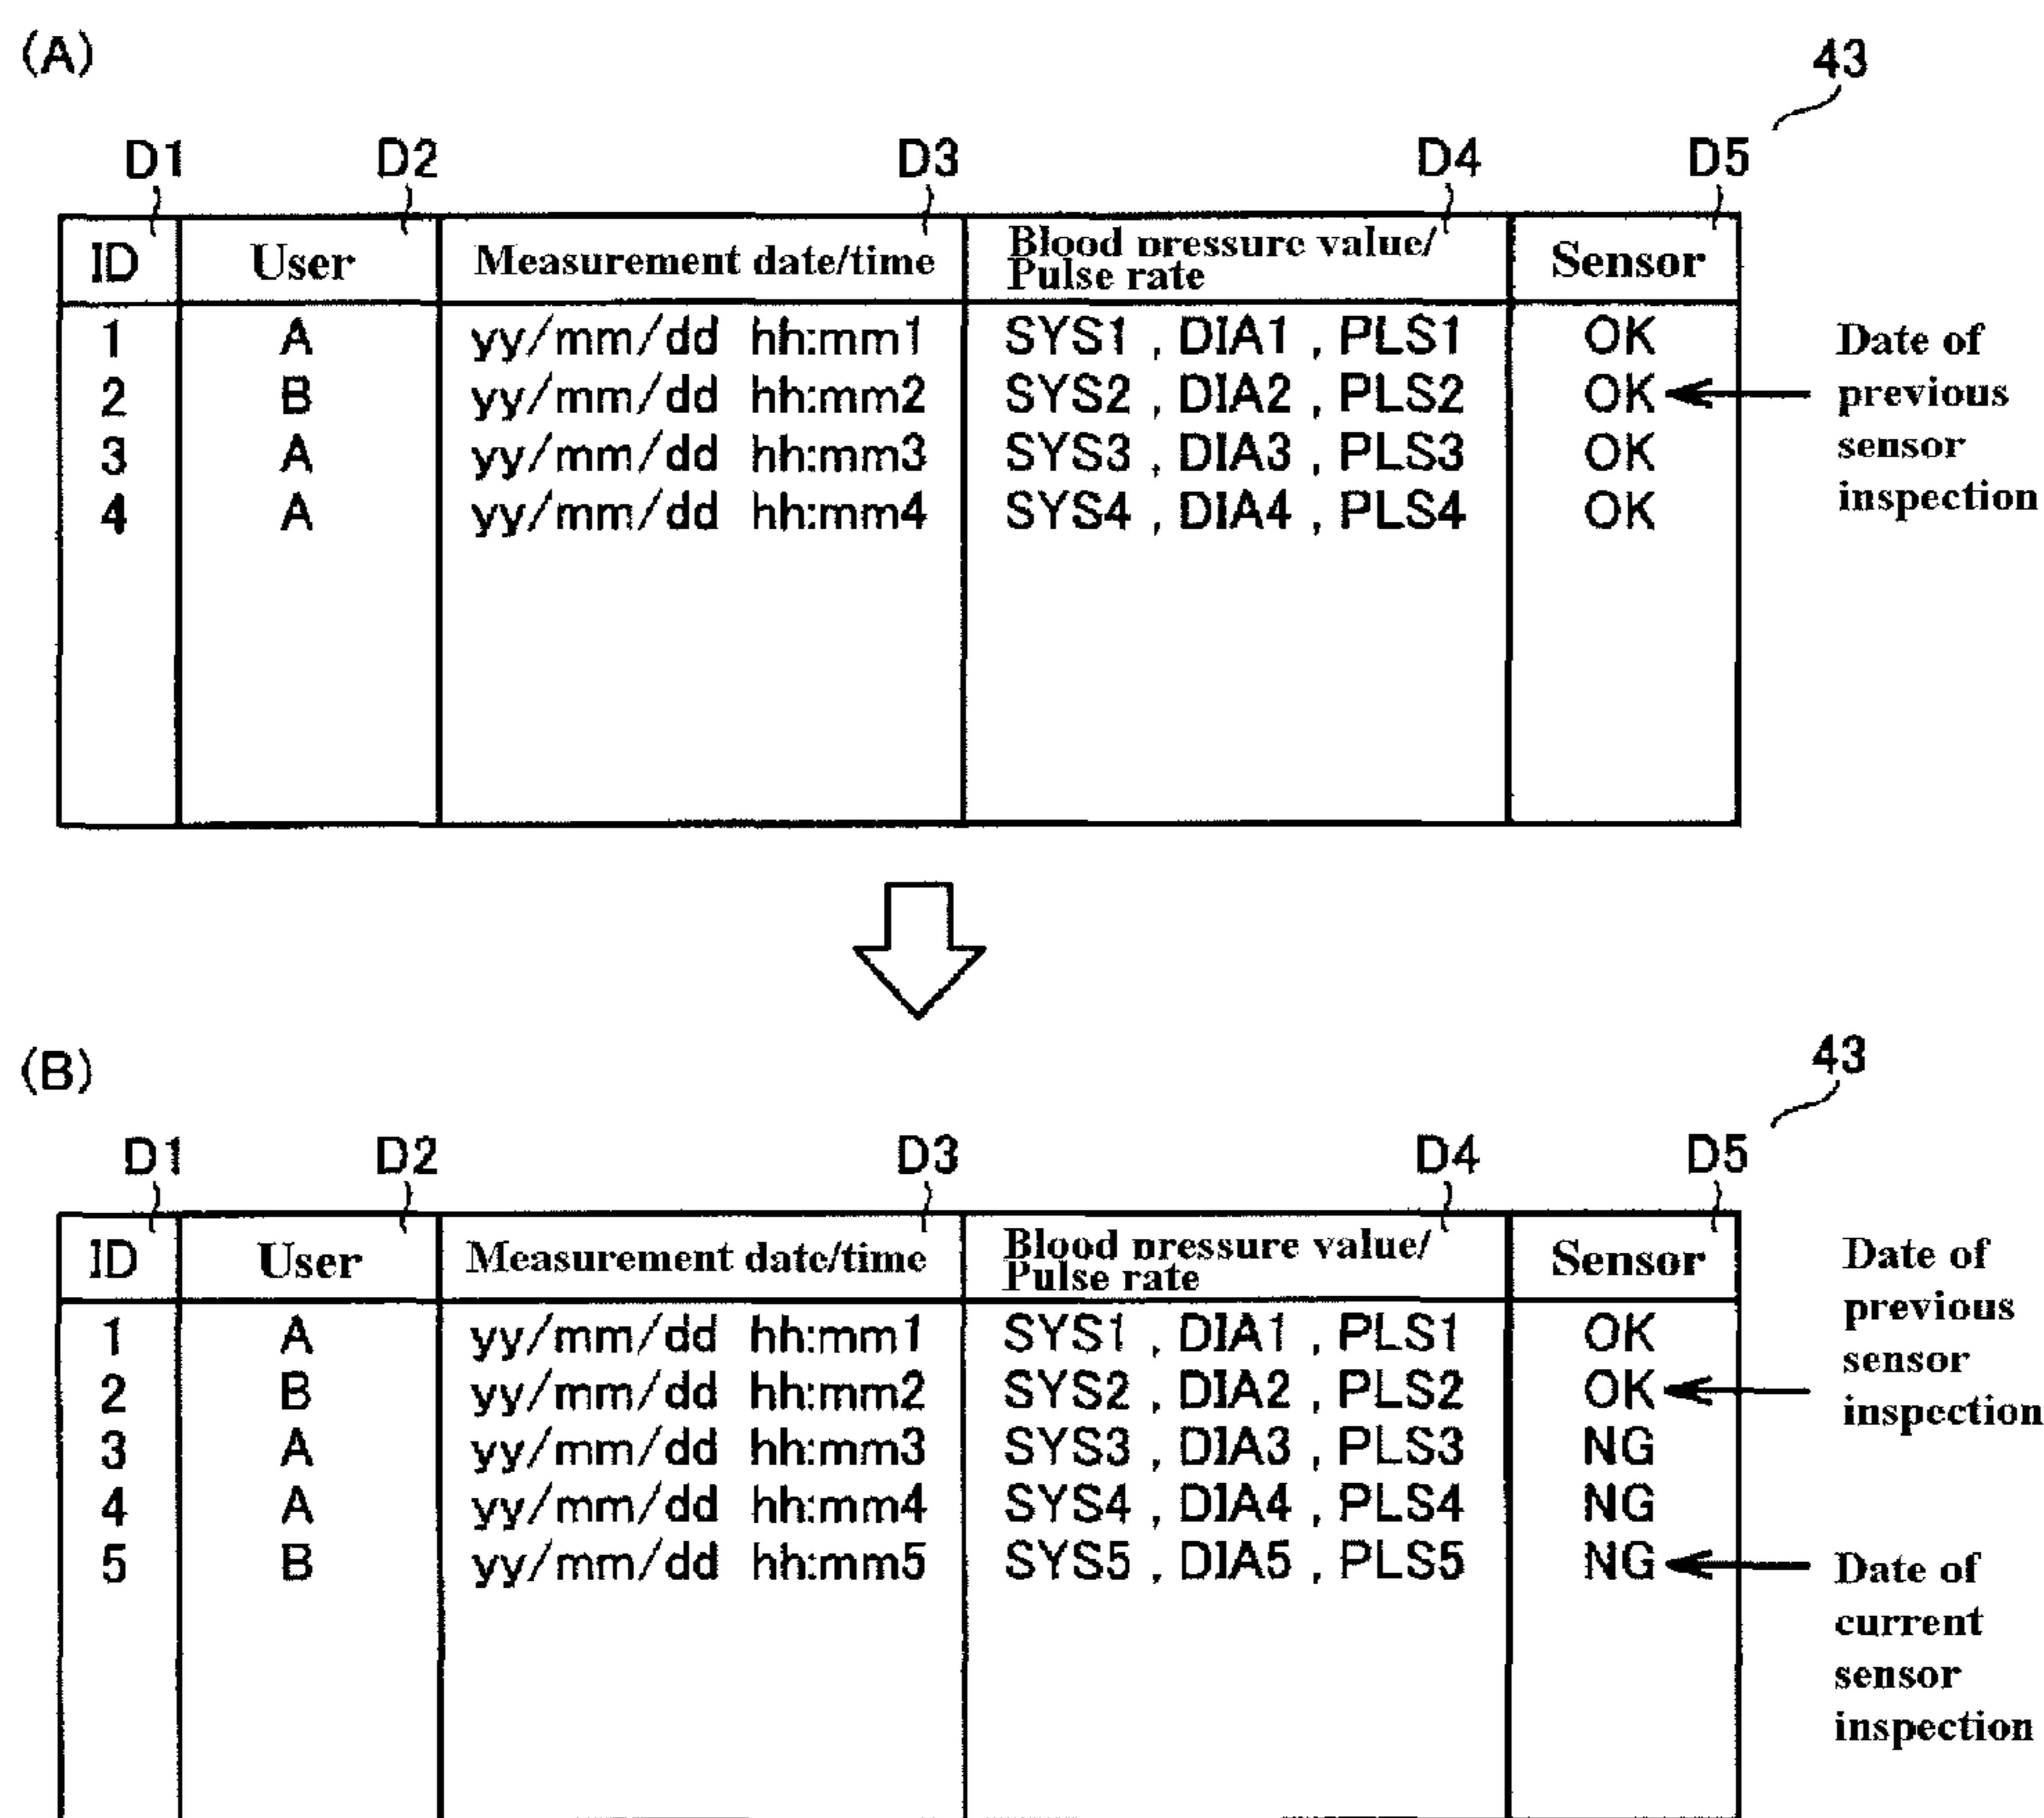 (A)
43
D1 D2 D3 D4 D5
ID User Measurement date/time Blood pressure value/ Sensor
Pulse rate
1 A yy/mm/dd hh:mm1 SYS1 , DIA1 , PLS1 OK
2 B yy/mm/dd hh:mm2 SYS2 , DIA2 , PLS2 OK
3 A yy/mm/dd hh:mm3 SYS3 , DIA3 , PLS3 OK
4 A yy/mm/dd hh:mm4 SYS4 , DIA4 , PLS4 OK
Date of
previous
sensor
inspection
(B)
43
D1 D2 D3 D4 D5
ID User Measurement date/time Blood pressure value/ Sensor
Pulse rate
1 A yy/mm/dd hh:mm1 SYS1 , DIA1 , PLS1 OK
2 B yy/mm/dd hh:mm2 SYS2 , DIA2 , PLS2 OK
3 A yy/mm/dd hh:mm3 SYS3 , DIA3 , PLS3 NG
4 A yy/mm/dd hh:mm4 SYS4 , DIA4 , PLS4 NG
5 B yy/mm/dd hh:mm5 SYS5 , DIA5 , PLS5 NG
Date of
previous
sensor
inspection
Date of
current
sensor
inspection